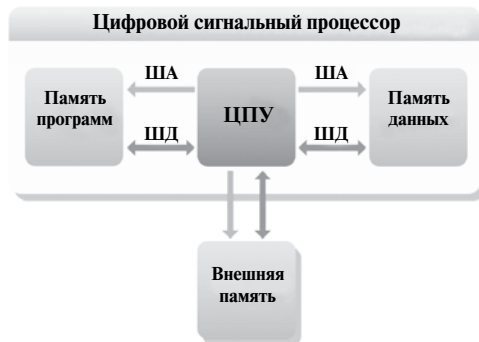 Цифровой сигнальный процессор
ША
ША
Память
программ
ЦПУ
Память
данных
ШД
ШД
Внешняя
память